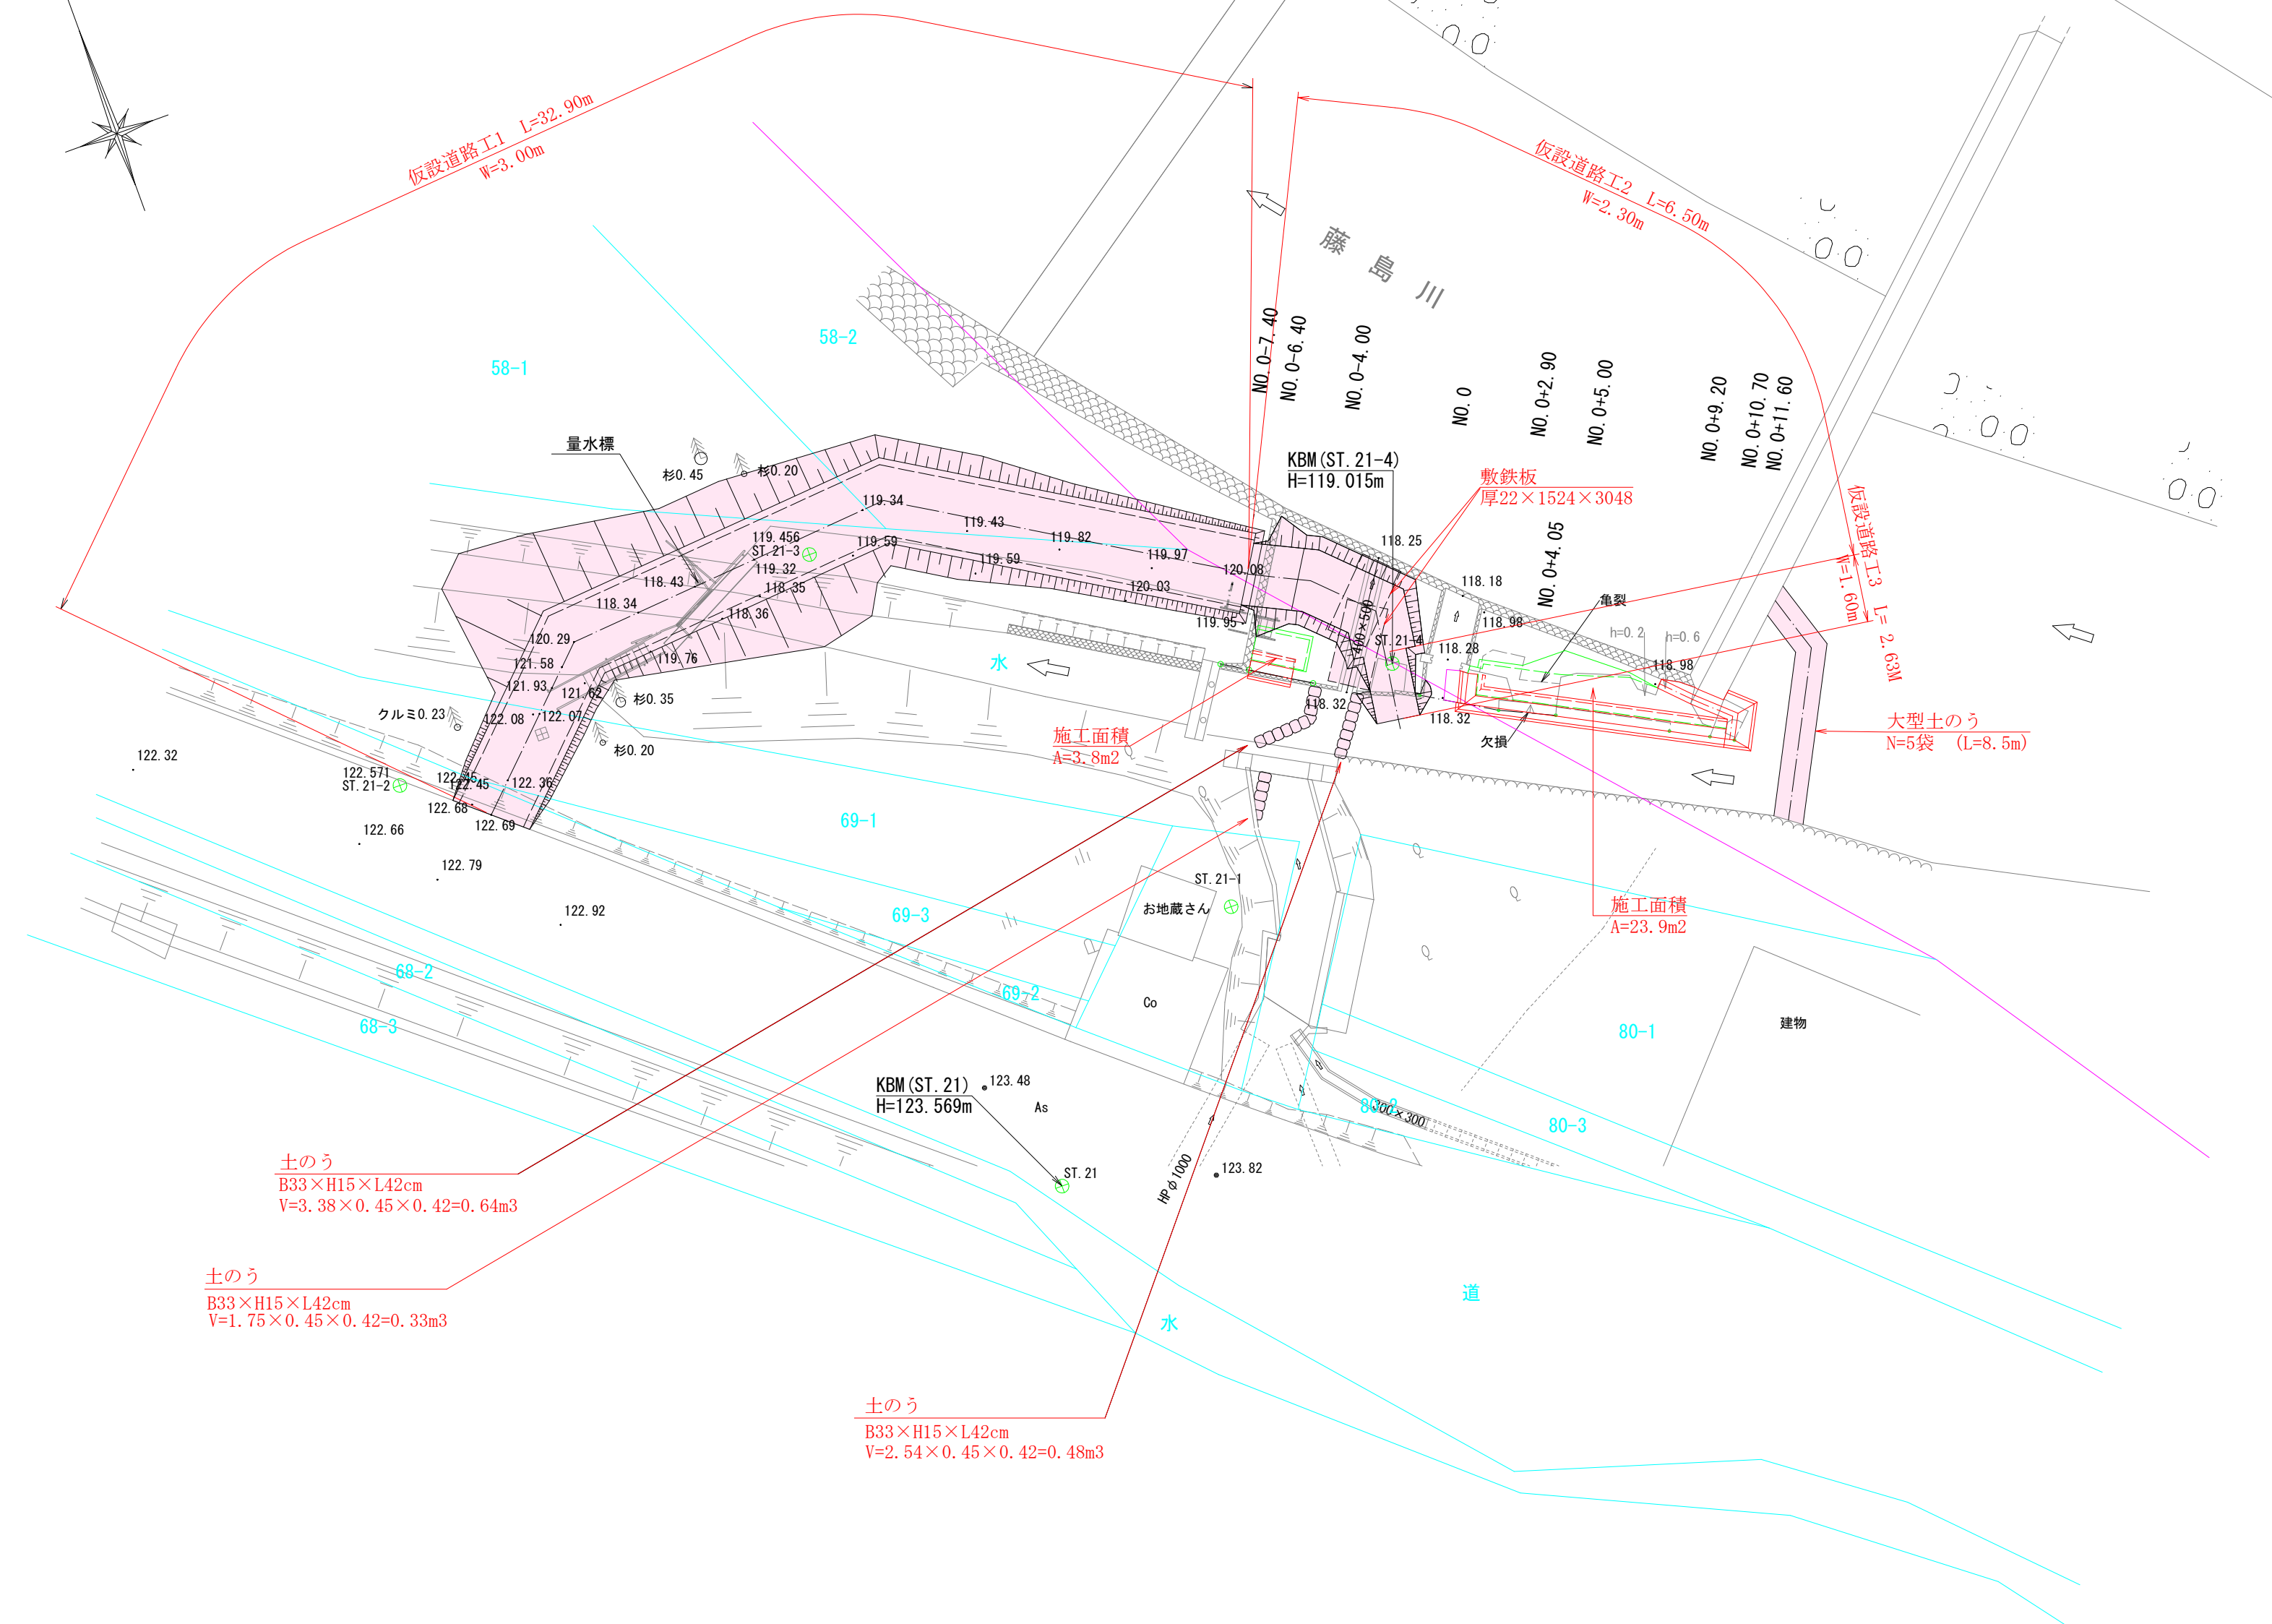 仮設道路工1　L=32.90m
W=3.00m
仮設道路工2　L=6.50m
W=2.30m
藤島川
58-1
58-2
NO.0-7.40
NO.0-6.40
NO.0-4.00
NO.0
NO.0+2.90
NO.0+5.00
NO.0+9.20
NO.0+10.70
NO.0+11.60
NO.0+4.05
量水標
杉0.45
杉0.20
KBM(ST.21-4)
H=119.015m
敷鉄板
厚22×1524×3048
仮設道路工3　L= 2.63M
W=1.60m
119.34
119.43
119.82
119.97
120.08
119.456
ST.21-3
119.59
119.59
120.03
119.32
118.43
118.35
118.34
118.36
120.29
121.58
119.76
121.93
121.62
122.08
122.07
119.95
118.25
118.18
118.98
118.28
118.98
400×500
ST.21-4
118.32
118.32
亀裂
h=0.2
h=0.6
欠損
水
杉0.35
クルミ0.23
杉0.20
施工面積
A=3.8m2
大型土のう
N=5袋　(L=8.5m)
122.32
122.571
ST.21-2
122.45
122.45
122.36
122.68
122.69
122.66
122.79
122.92
69-1
69-3
69-2
68-2
68-3
ST.21-1
お地蔵さん
Co
施工面積
A=23.9m2
80-1
建物
80-2
300×300
80-3
KBM(ST.21)
H=123.569m
123.48
As
ST.21
123.82
HPφ1000
土のう
B33×H15×L42cm
V=3.38×0.45×0.42=0.64m3
土のう
B33×H15×L42cm
V=1.75×0.45×0.42=0.33m3
水
道
土のう
B33×H15×L42cm
V=2.54×0.45×0.42=0.48m3